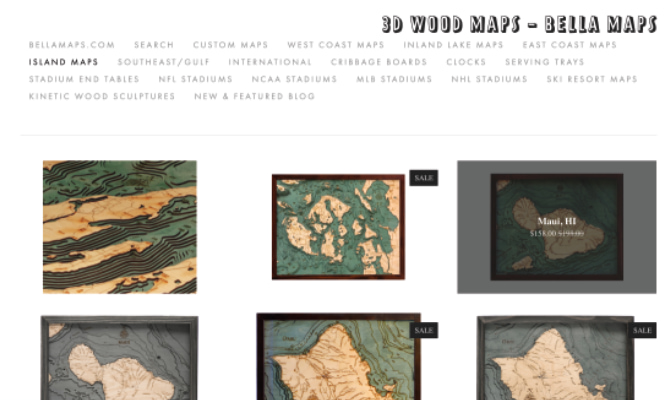 3D WOOD MAPS - BELLA MAPS
BELLAMAPS.COM SEARCH CUSTOM MAPS WEST COAST MAPS INLAND LAKE MAPS EAST COAST MAPS
ISLAND MAPS SOUTHEAST/GULF INTERNATIONAL CRIBBAGE BOARDS CLOCKS SERVING TRAYS
STADIUM END TABLES NFL STADIUMS NCAA STADIUMS MLB STADIUMS NHL STADIUMS SKI RESORT MAPS
KINETIC WOOD SCULPTURES NEW & FEATURED BLOG
SALE
Maui, HI
$158.00 $198.00
SALE
SALE